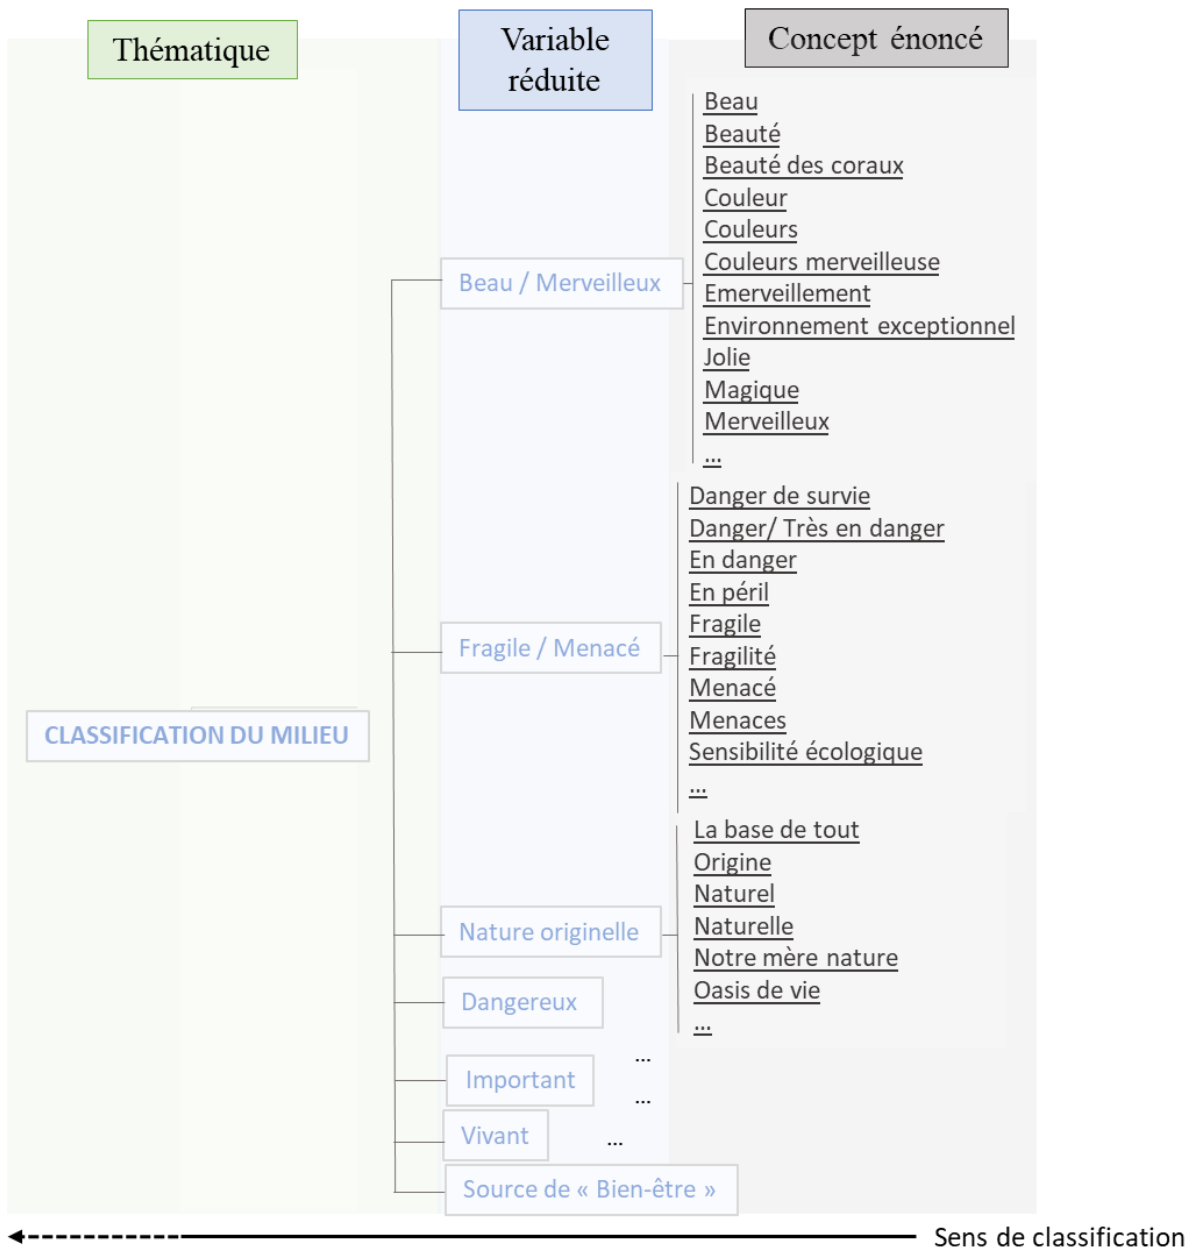 Thématique
Variable
réduite
Concept énoncé
Beau
Beauté
Beauté des coraux
Couleur
Couleurs
Couleurs merveilleuse
Emerveillement
Environnement exceptionnel
Jolie
Magique
Merveilleux
...
Beau / Merveilleux
Danger de survie
Danger/ Très en danger
En danger
En péril
Fragile
Fragilité
Menacé
Menaces
Sensibilité écologique
...
Fragile / Menacé
CLASSIFICATION DU MILIEU
La base de tout
Origine
Naturel
Naturelle
Notre mère nature
Oasis de vie
...
Nature originelle
Dangereux
...
Important
...
Vivant
...
Source de « Bien-être »
Sens de classification